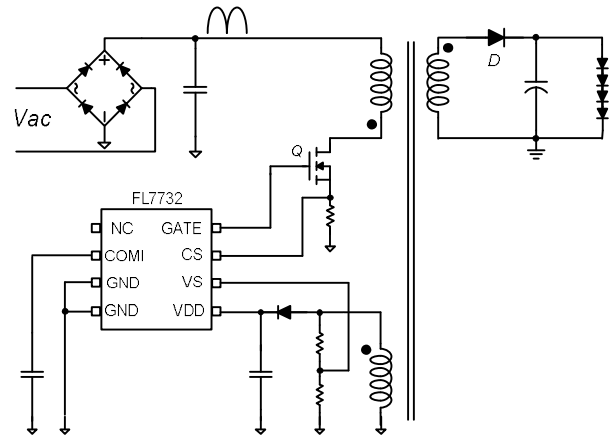 D
Vac
Q
FL7732
NC GATE
COMI CS
GND VS
GND VDD